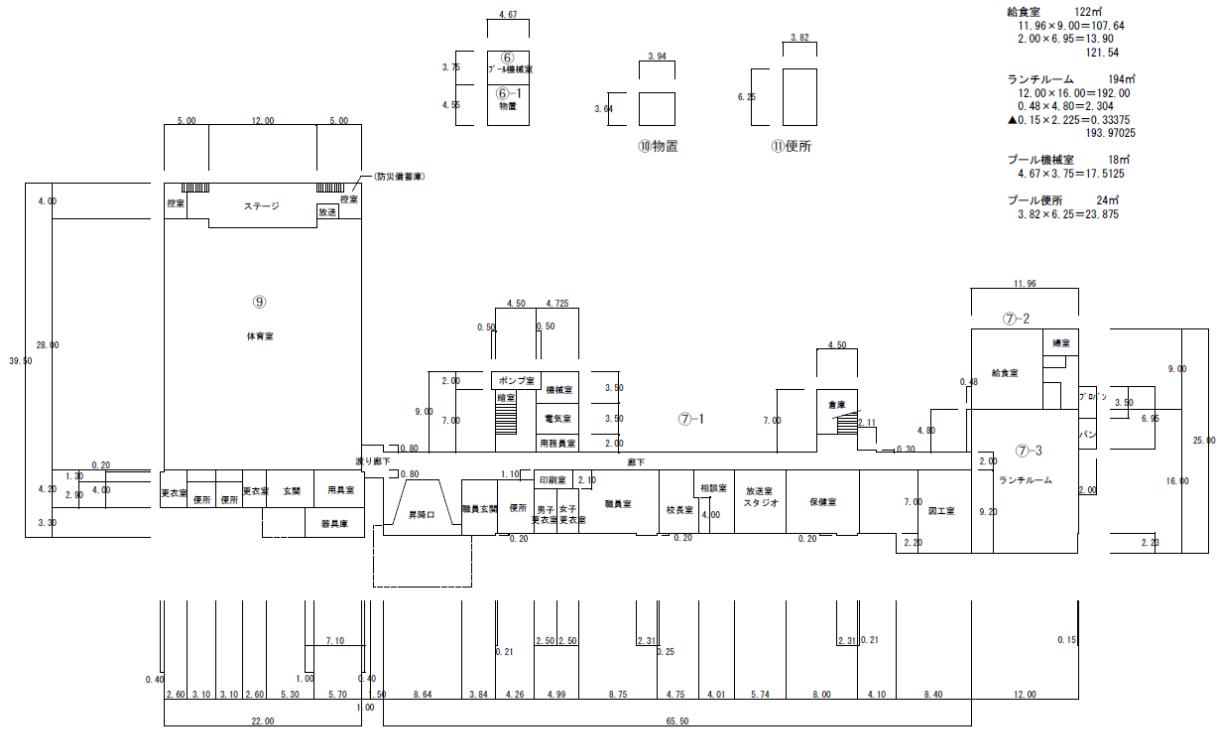 給食室 122㎡
11.96×9.00＝107.64
2.00×6.95＝13.90
121.54
ランチルーム 194㎡
12.00×16.00＝192.00
0.48×4.80＝2.304
▲0.15×2.225＝0.33375
193.97025
プール機械室 18㎡
4.67×3.75＝17.5125
プール便所 24㎡
3.82×6.25＝23.875
4.67
3.75
4.55
⑥
プール機械室
⑥-1
物置
3.94
3.64
⑩物置
3.82
6.25
⑪便所
5.00 12.00 5.00
(防災備蓄庫)
控室
ステージ
放送
控室
4.00
28.00
39.50
⑨
体育室
0.20
1.30
4.20
2.90
4.00
3.30
更衣室
便所
便所
更衣室
玄関
用具室
器具庫
渡り廊下
0.80
0.80
4.50 4.725
0.50
0.50
2.00
9.00
7.00
ポンプ室
暗室
機械室
電気室
用務員室
3.50
3.50
2.00
⑦-1
4.50
7.00
倉庫
2.11
0.30
廊下
昇降口
職員玄関
便所
1.10
印刷室
2.10
男子
更衣室
女子
更衣室
職員室
校長室
相談室
4.00
放送室
スタジオ
保健室
図工室
0.20
0.20
0.20
7.00
2.20
2.00
9.20
4.80
0.48
11.96
⑦-2
給食室
婦室
プロパン
パン
⑦-3
ランチルーム
3.50
6.95
9.00
25.00
16.00
2.00
2.23
7.10
0.40
1.00
0.40
2.60 3.10 3.10 2.60 5.30 5.70 1.50
1.00
22.00
0.21
2.50 2.50
2.31
0.25
2.31
0.21
0.15
8.64 3.84 4.26 4.99 8.75 4.75 4.01 5.74 8.00 4.10 8.40 12.00
65.50